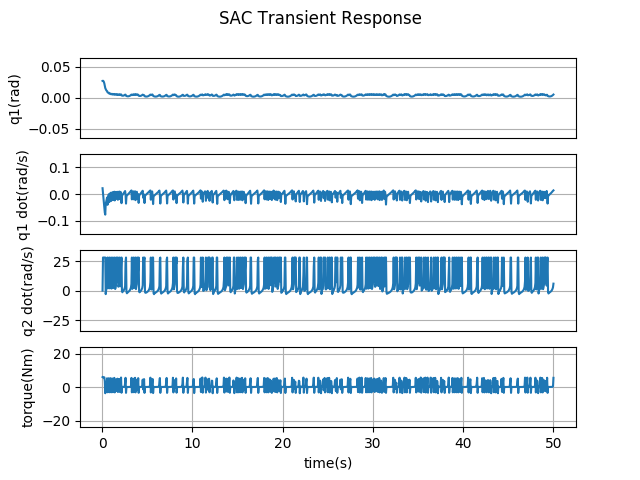 SAC Transient Response
q1(rad)
0.05
0.00
−0.05
q1 dot(rad/s)
0.1
0.0
−0.1
q2 dot(rad/s)
25
0
−25
torque(Nm)
20
0
−20
0 10 20 30 40 50
time(s)